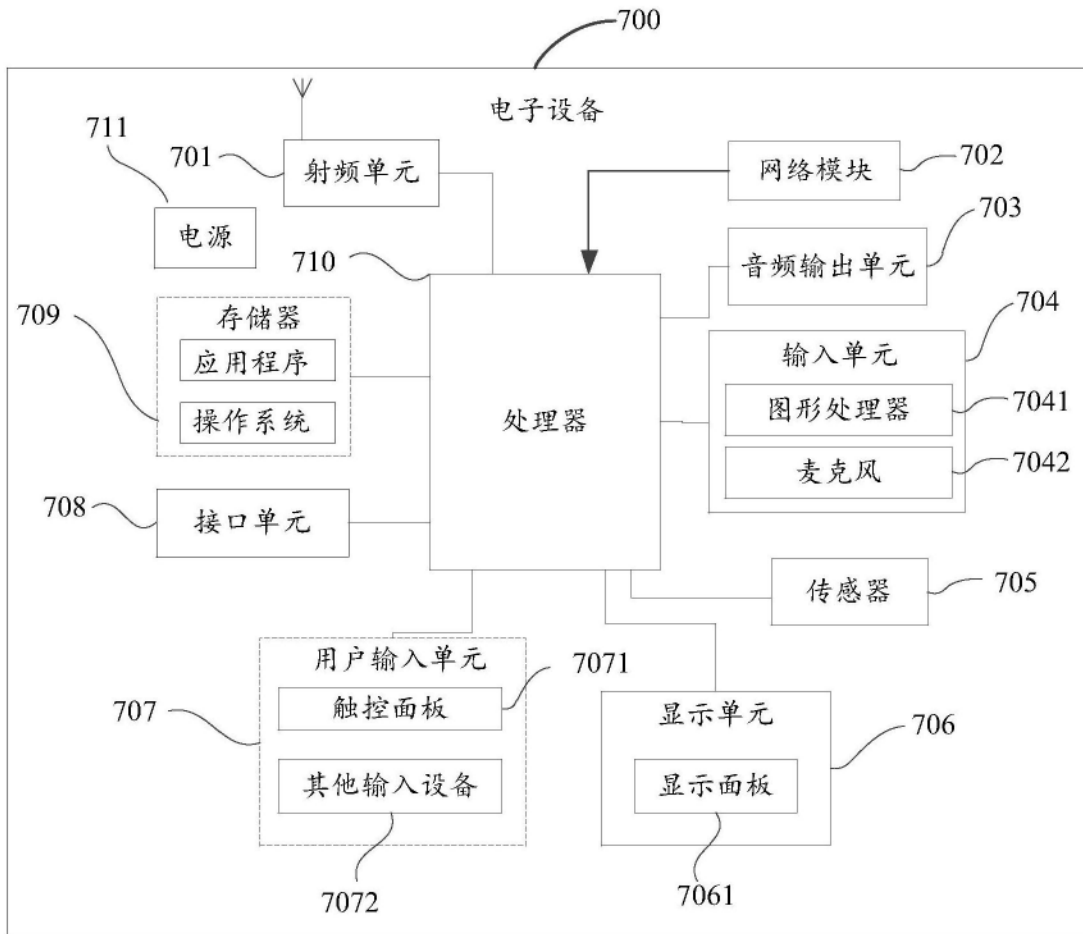 700
电子设备
711
701
射频单元
网络模块
702
电源
703
音频输出单元
710
709
存储器
应用程序
操作系统
704
输入单元
图形处理器
7041
麦克风
7042
处理器
708
接口单元
传感器
705
用户输入单元
触控面板
7071
707
其他输入设备
7072
显示单元
706
显示面板
7061